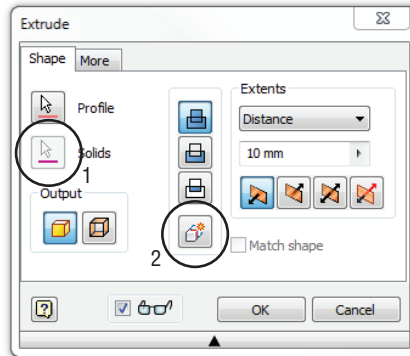 Extrude
Shape
More
Profile
Solids
1
Output
2
Extents
Distance
10 mm
Match shape
?
OK
Cancel